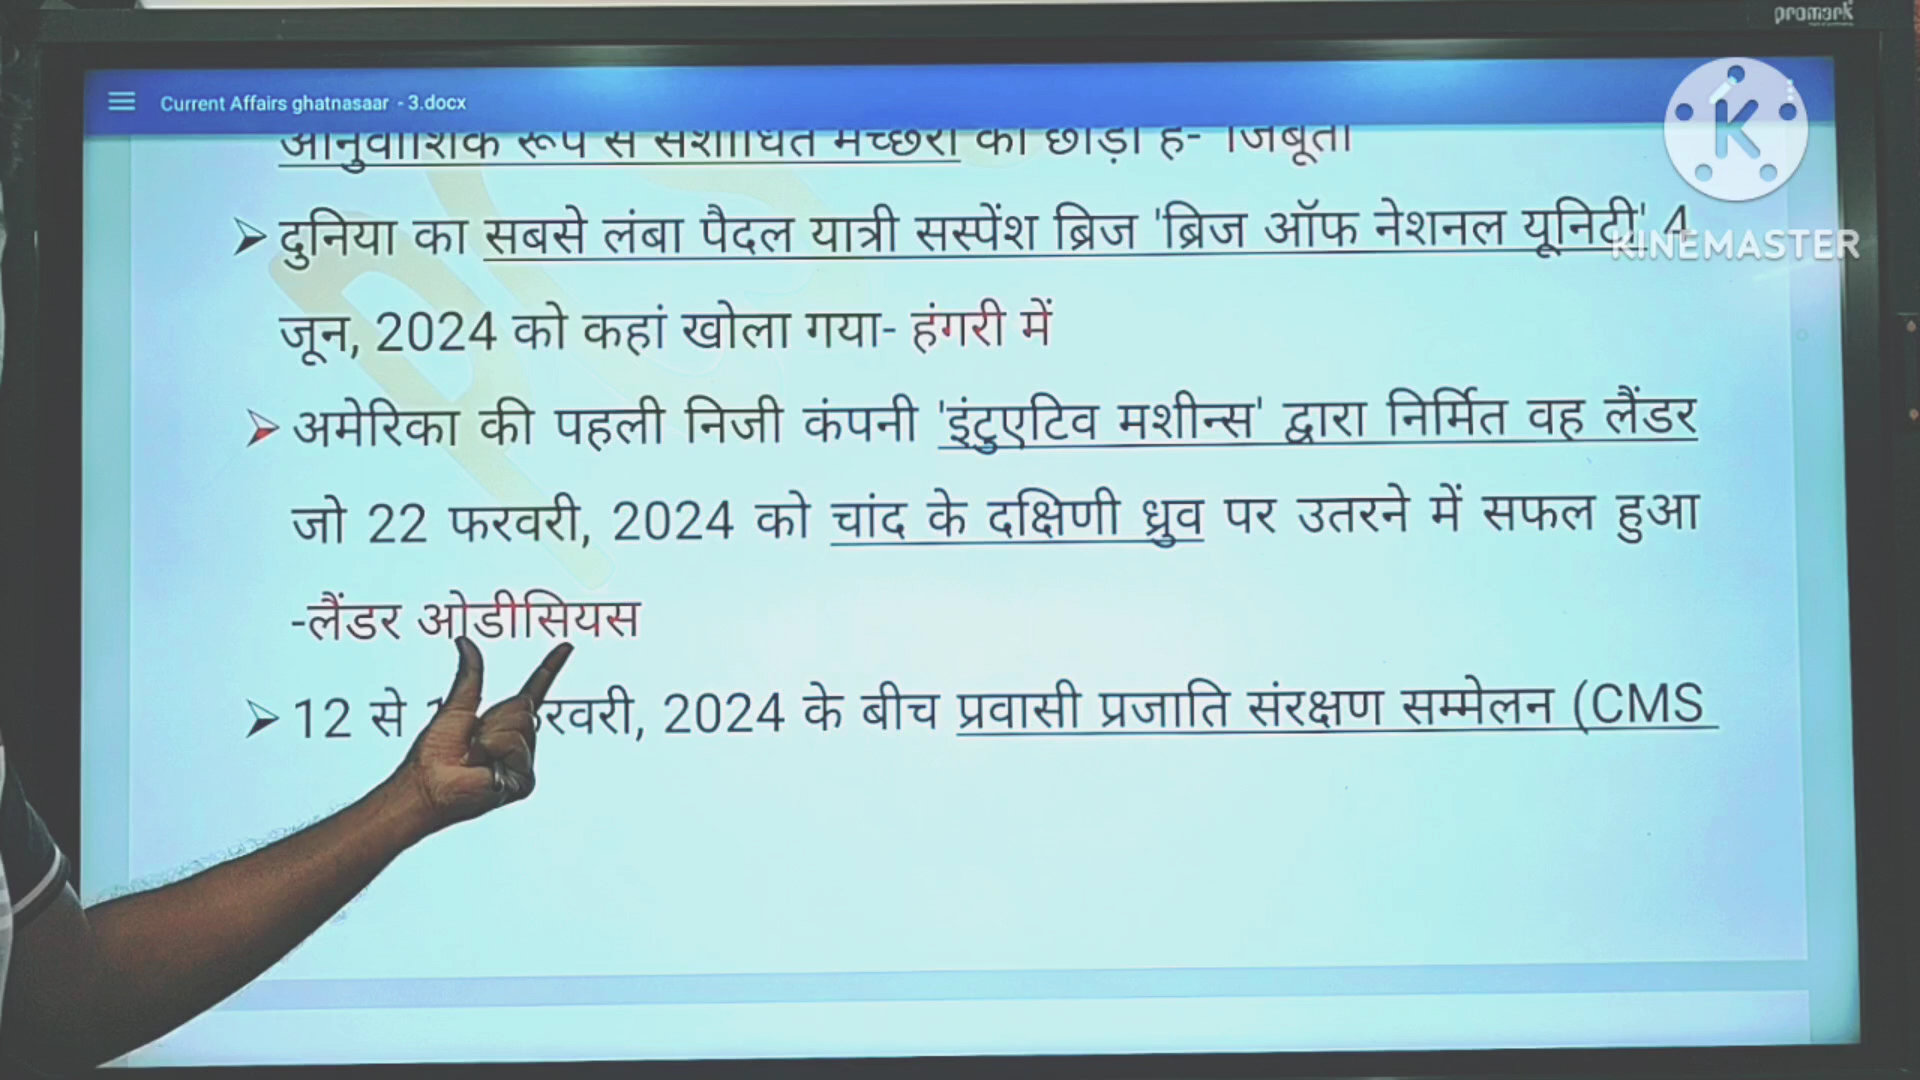 promark
Current Affairs ghatnasaar - 3.docx
आनुवांशिक रूप से संशोधित मच्छरों को छोड़ा है- जिबूती
➢ दुनिया का सबसे लंबा पैदल यात्री सस्पेंश ब्रिज 'ब्रिज ऑफ नेशनल यूनिटी' 4
KINEMASTER
जून, 2024 को कहां खोला गया- हंगरी में
➢ अमेरिका की पहली निजी कंपनी 'इंटुएटिव मशीन्स' द्वारा निर्मित वह लैंडर
जो 22 फरवरी, 2024 को चांद के दक्षिणी ध्रुव पर उतरने में सफल हुआ
-लैंडर ओडीसियस
➢ 12 से रवरी, 2024 के बीच प्रवासी प्रजाति संरक्षण सम्मेलन (CMS